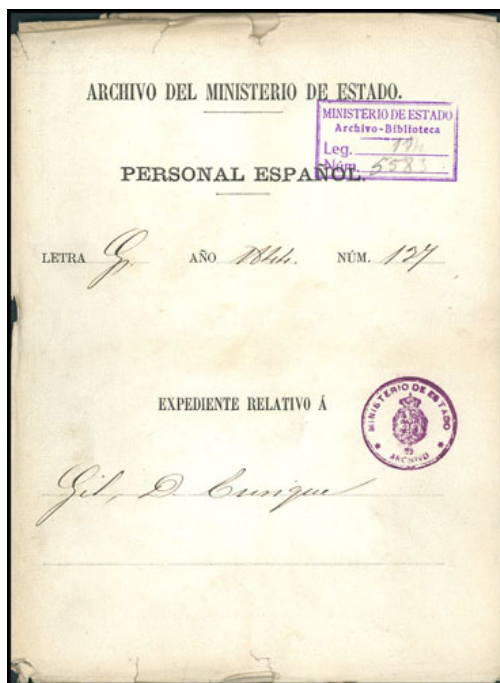 ARCHIVO DEL MINISTERIO DE ESTADO.
MINISTERIO DE ESTADO
Archivo-Biblioteca
Leg.
Núm. 5583
PERSONAL ESPAÑOL.
LETRA G. AÑO 1844. NÚM. 137
EXPEDIENTE RELATIVO Á
MINISTERIO DE ESTADO
ARCHIVO
Gil, D. Enrique